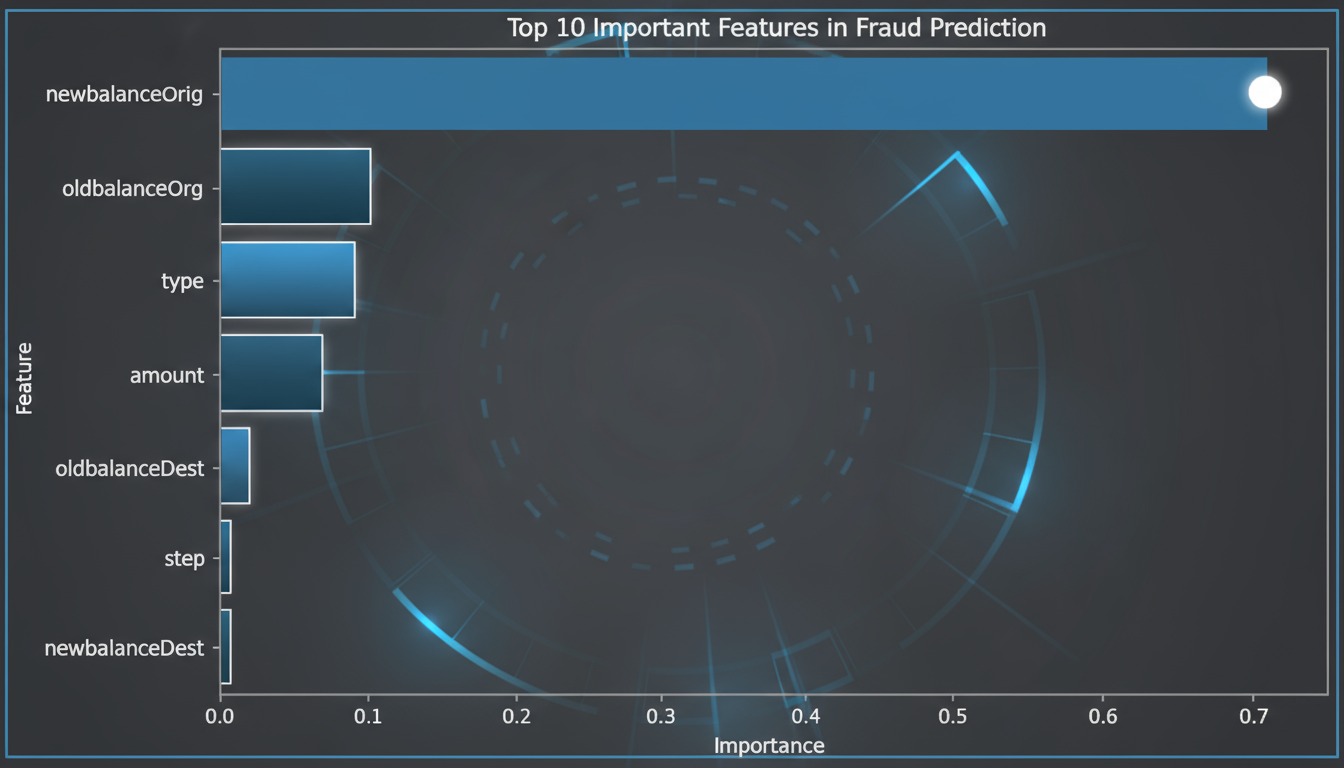 Top 10 Important Features in Fraud Prediction
newbalanceOrig
oldbalanceOrg
type
amount
oldbalanceDest
step
newbalanceDest
Feature
0.0 0.1 0.2 0.3 0.4 0.5 0.6 0.7
Importance